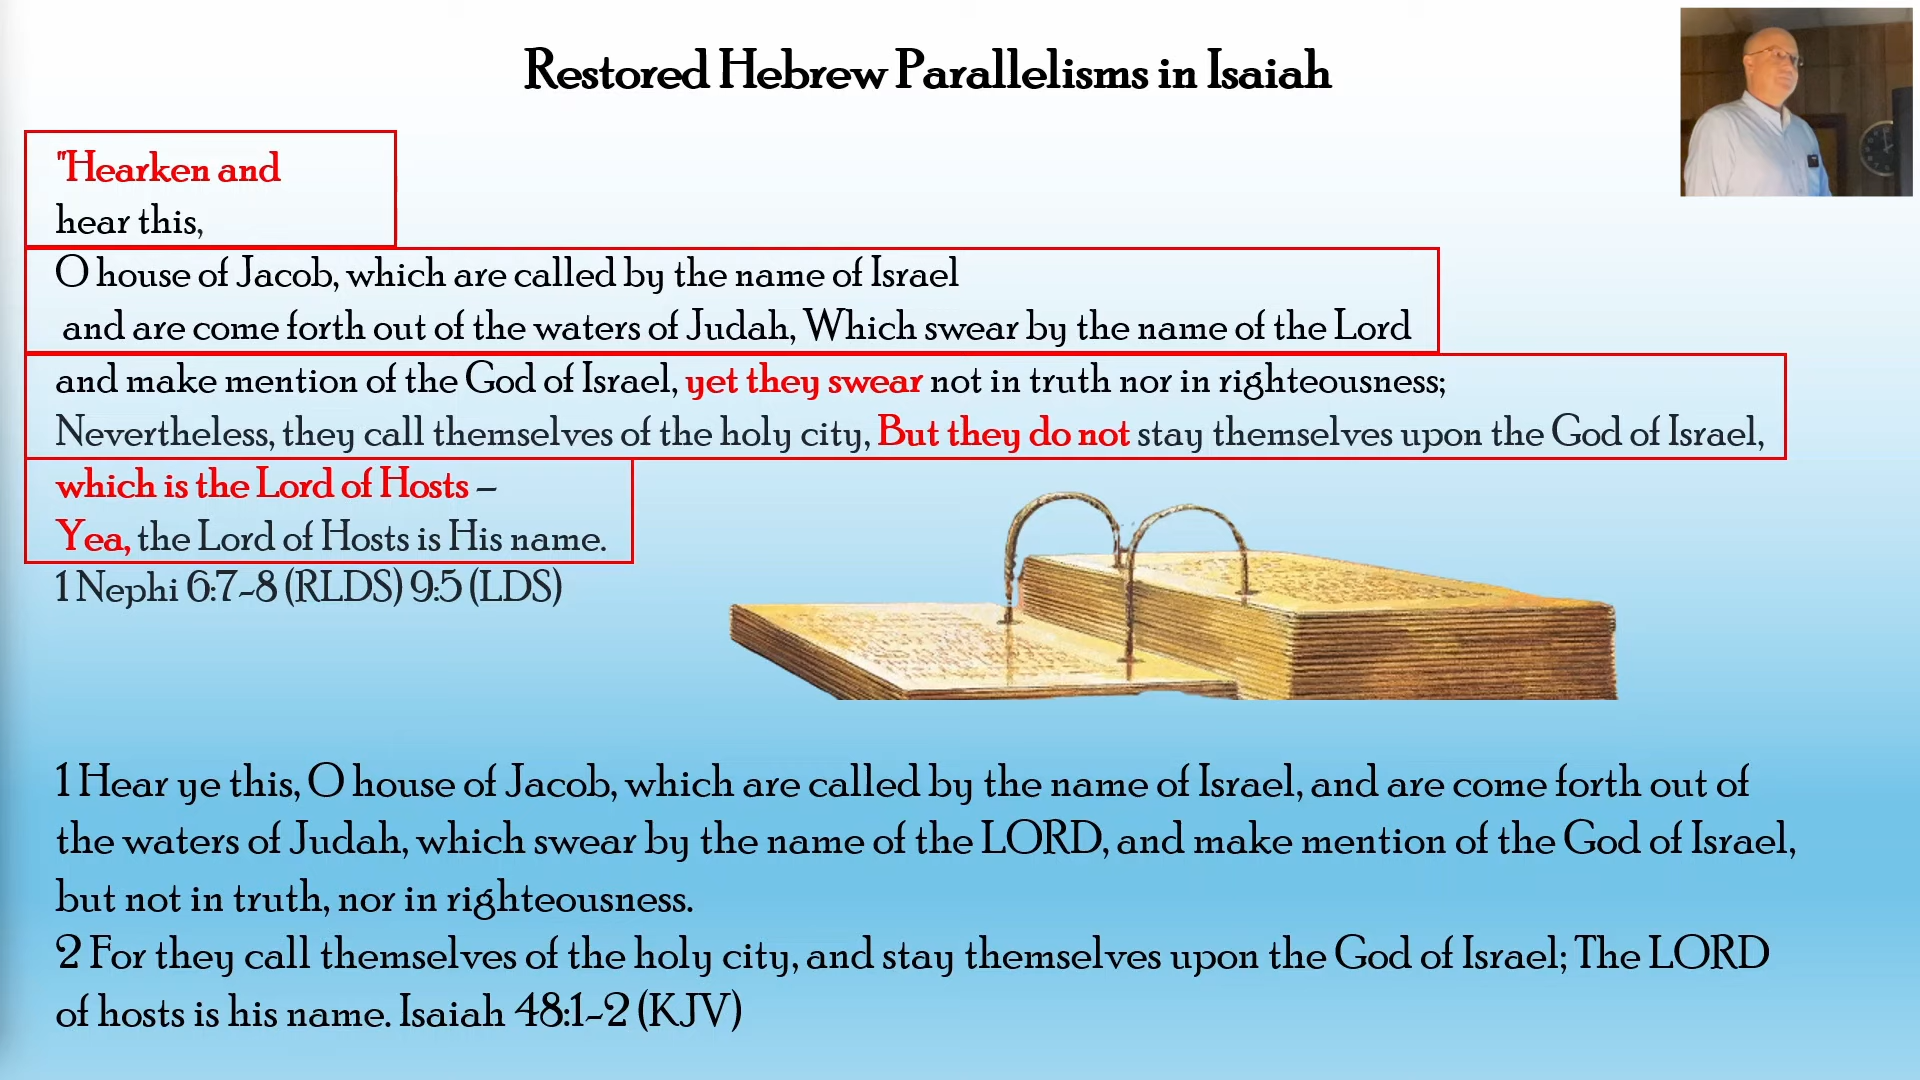 Restored Hebrew Parallelisms in Isaiah
"Hearken and
hear this,
O house of Jacob, which are called by the name of Israel
and are come forth out of the waters of Judah, Which swear by the name of the Lord
and make mention of the God of Israel, yet they swear not in truth nor in righteousness;
Nevertheless, they call themselves of the holy city, But they do not stay themselves upon the God of Israel,
which is the Lord of Hosts –
Yea, the Lord of Hosts is His name.
1 Nephi 6:7-8 (RLDS) 9:5 (LDS)
1 Hear ye this, O house of Jacob, which are called by the name of Israel, and are come forth out of
the waters of Judah, which swear by the name of the LORD, and make mention of the God of Israel,
but not in truth, nor in righteousness.
2 For they call themselves of the holy city, and stay themselves upon the God of Israel; The LORD
of hosts is his name. Isaiah 48:1-2 (KJV)